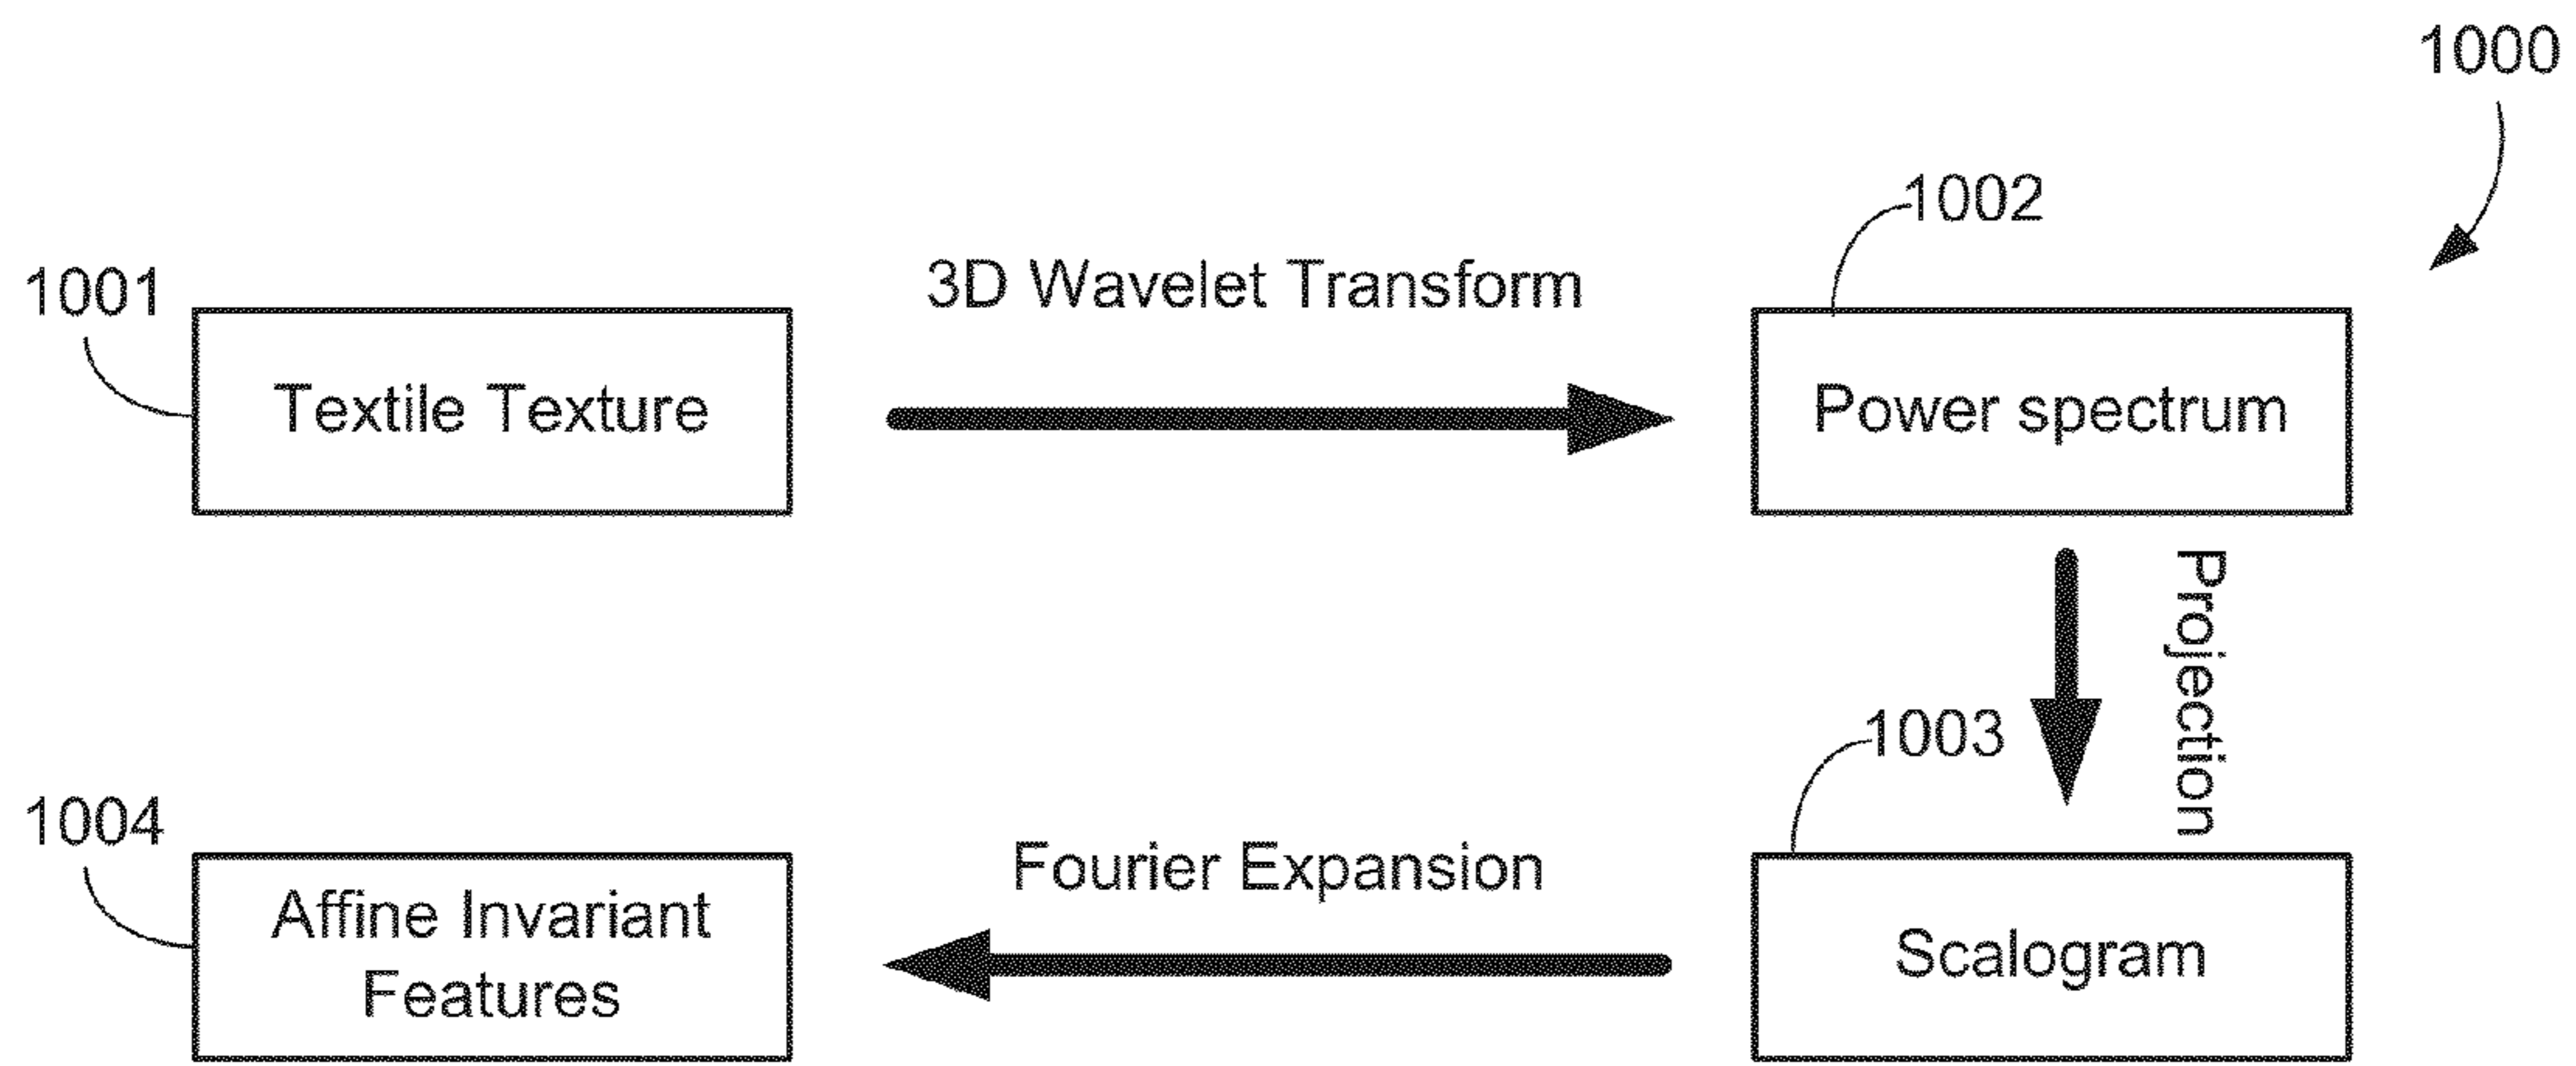 1000
1002
1001
3D Wavelet Transform
Textile Texture
Power spectrum
Projection
1003
1004
Fourier Expansion
Affine Invariant
Features
Scalogram